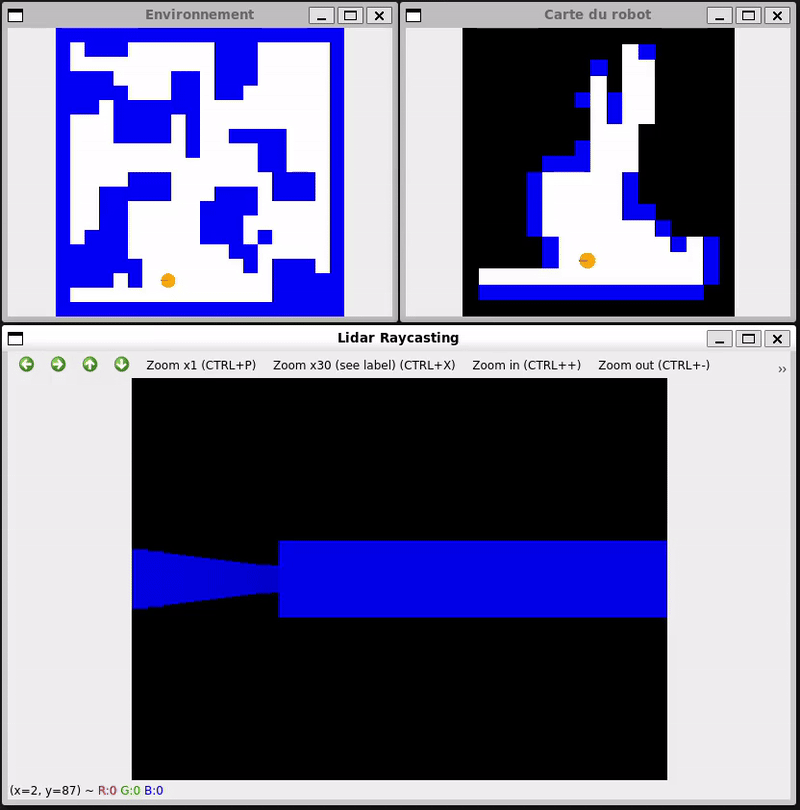 Environnement
Carte du robot
Lidar Raycasting
Zoom x1 (CTRL+P) Zoom x30 (see label) (CTRL+X) Zoom in (CTRL++) Zoom out (CTRL+-) »
(x=2, y=87) ~ R:0 G:0 B:0